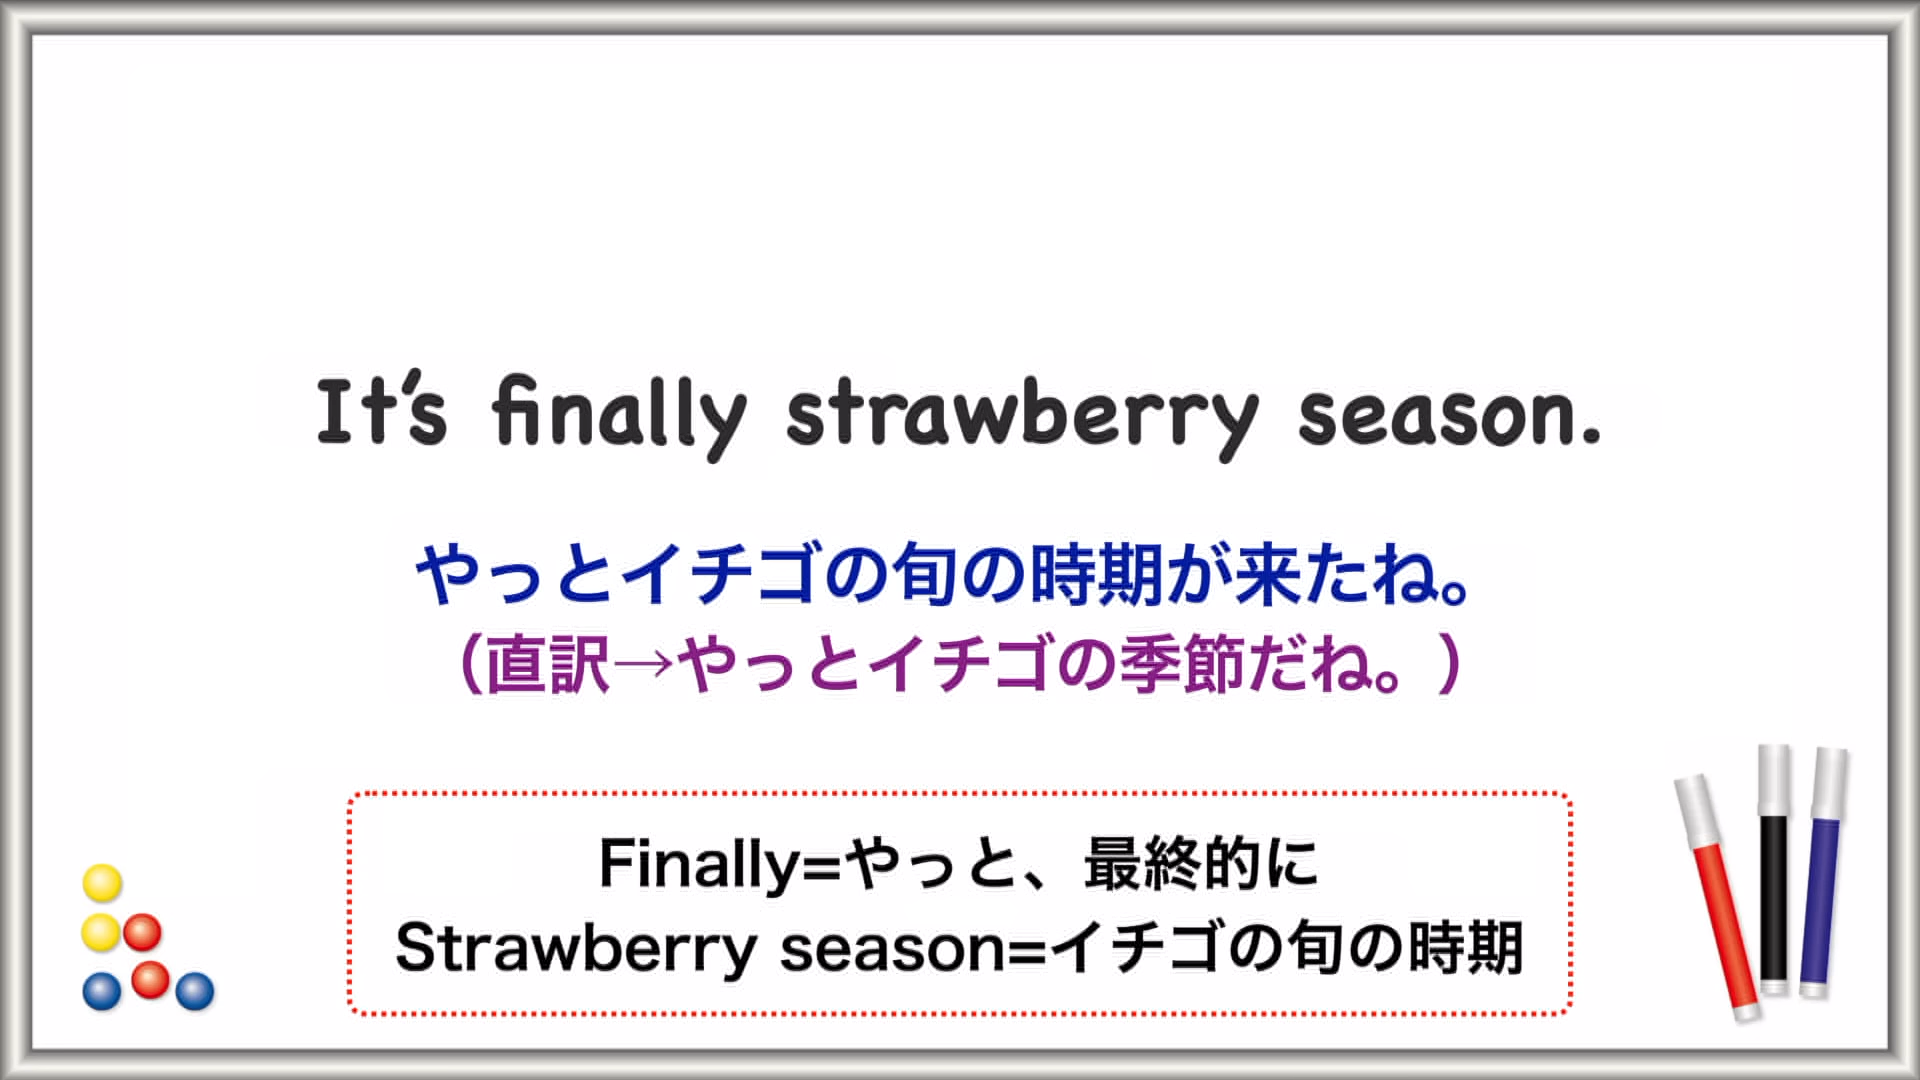 It's finally strawberry season.
やっとイチゴの旬の時期が来たね。
（直訳→やっとイチゴの季節だね。）
Finally=やっと、最終的に
Strawberry season=イチゴの旬の時期